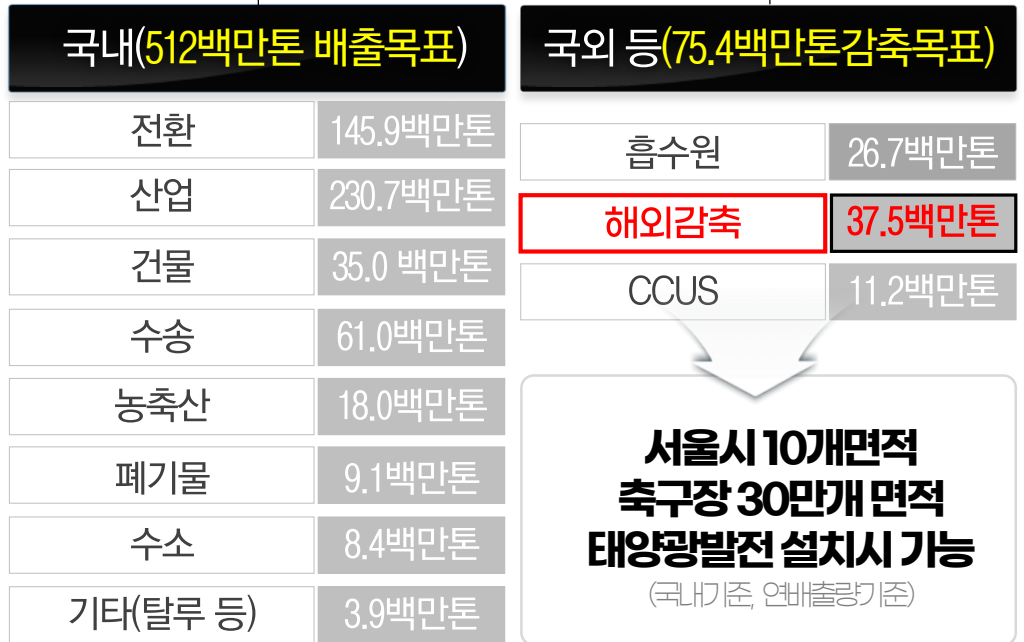 국내(512백만톤 배출목표)
전환 145.9백만톤
산업 230.7백만톤
건물 35.0 백만톤
수송 61.0백만톤
농축산 18.0백만톤
폐기물 9.1백만톤
수소 8.4백만톤
기타(탈루 등) 3.9백만톤
국외 등(75.4백만톤감축목표)
흡수원 26.7백만톤
해외감축 37.5백만톤
CCUS 11.2백만톤
서울시 10개면적
축구장 30만개 면적
태양광발전 설치시 가능
(국내기준, 연배출량기준)